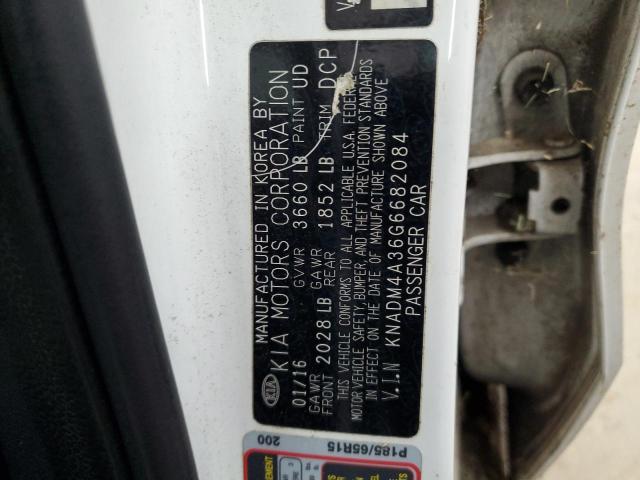 MANUFACTURED IN KOREA BY
KIA KIA MOTORS CORPORATION
01/16 GVWR 3660 LB PAINT UD
GAWR FRONT 2028 LB GAWR REAR 1852 LB TRIM DCP
THIS VEHICLE CONFORMS TO ALL APPLICABLE U.S.A. FEDERAL
MOTOR VEHICLE SAFETY, BUMPER, AND THEFT PREVENTION STANDARDS
IN EFFECT ON THE DATE OF MANUFACTURE SHOWN ABOVE
V.I.N KNADM4A36G6682084
PASSENGER CAR
P185/65R15
200